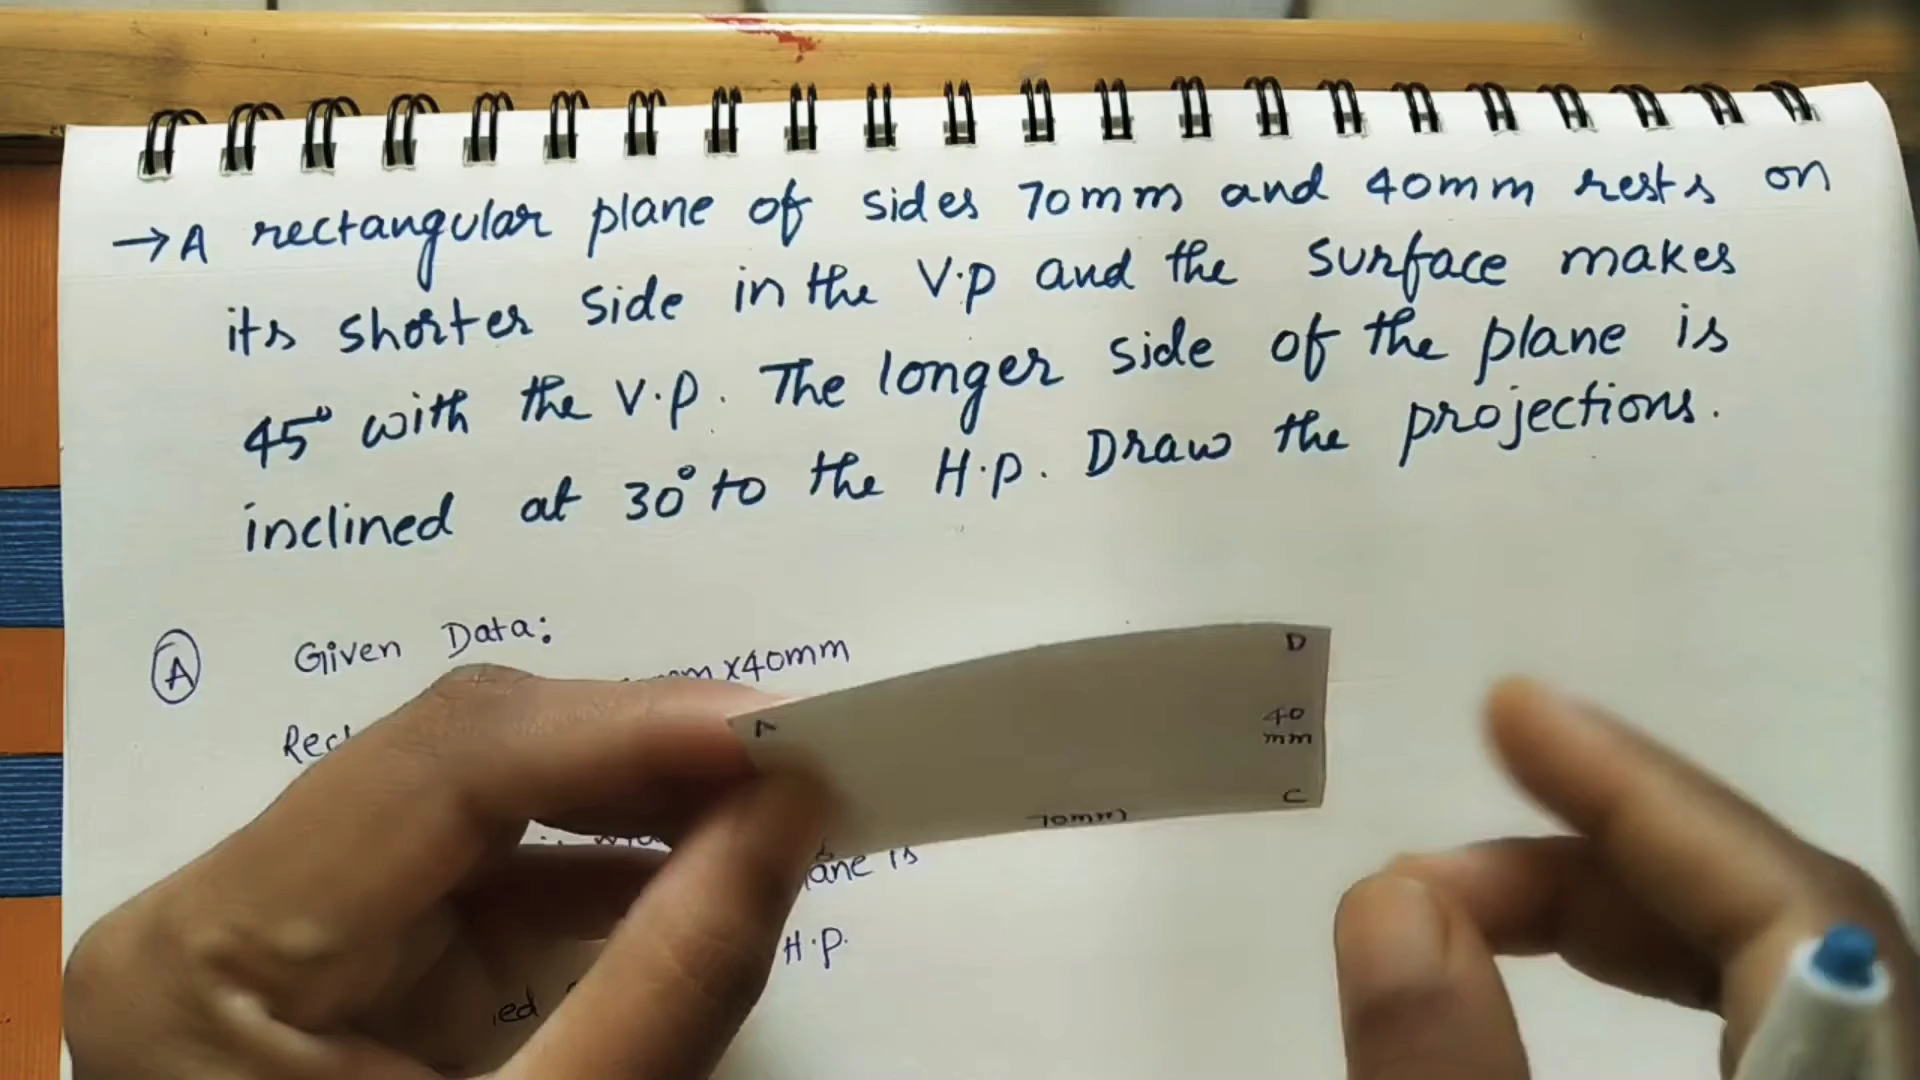 → A rectangular plane of sides 70mm and 40mm rests on
its shorter side in the V.P and the surface makes
45° with the V.P. The longer side of the plane is
inclined at 30° to the H.P. Draw the projections.
A Given Data:
mm x 40mm
D
A
40
mm
C
70mm
is
H.P.